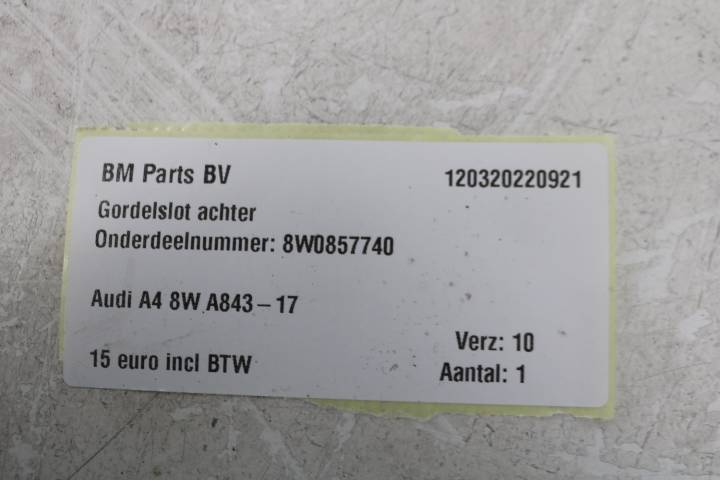 BM Parts BV 120320220921
Gordelslot achter
Onderdeelnummer: 8W0857740
Audi A4 8W A843-17
Verz: 10
15 euro incl BTW
Aantal: 1